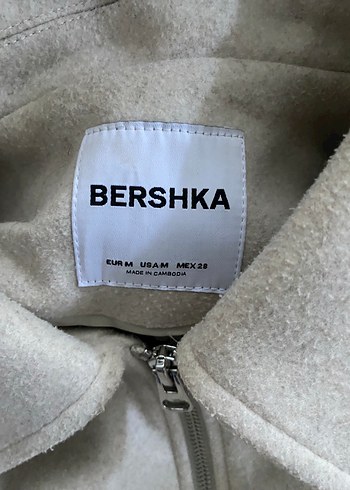 BERSHKA
EUR M USA M MEX 28
MADE IN CAMBODIA